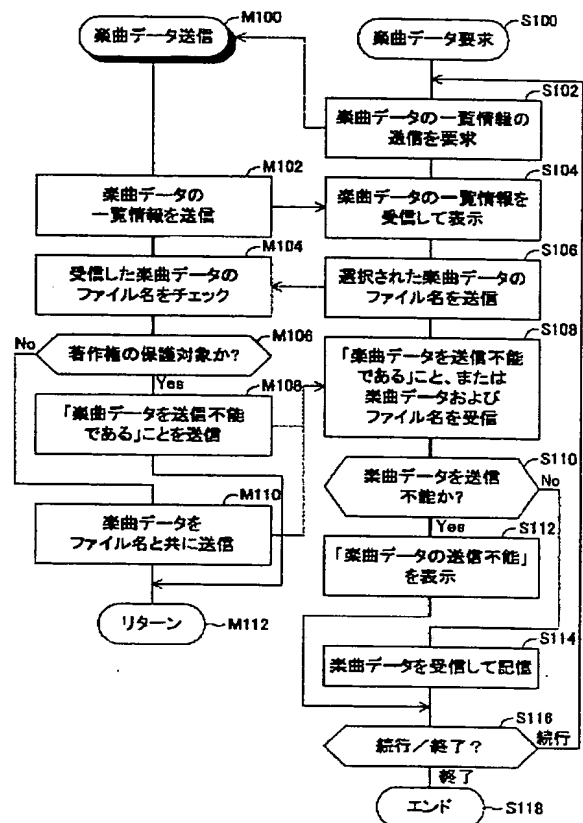 楽曲データ送信
M100
楽曲データ要求
S100
楽曲データの一覧情報の
送信を要求
S102
楽曲データの
一覧情報を送信
M102
楽曲データの一覧情報を
受信して表示
S104
受信した楽曲データの
ファイル名をチェック
M104
選択された楽曲データの
ファイル名を送信
S106
著作権の保護対象か?
M106
No
Yes
「楽曲データを送信不能
である」こと、または
楽曲データおよび
ファイル名を受信
S108
「楽曲データを送信不能
である」ことを送信
M108
楽曲データを送信
不能か?
S110
No
Yes
楽曲データを
ファイル名と共に送信
M110
「楽曲データの送信不能」
を表示
S112
リターン
M112
楽曲データを受信して記憶
S114
続行/終了?
S116
続行
終了
エンド
S118